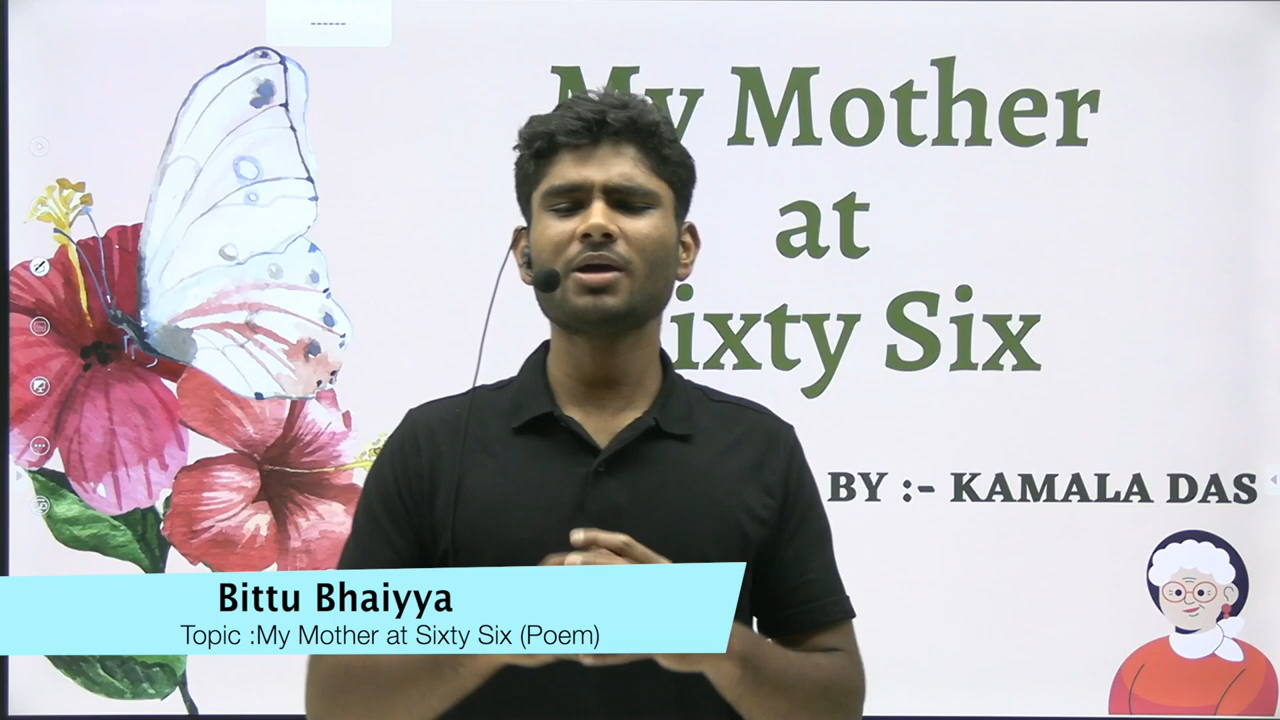 ------
My Mother
at
ixty Six
BY :- KAMALA DAS
Bittu Bhaiyya
Topic :My Mother at Sixty Six (Poem)